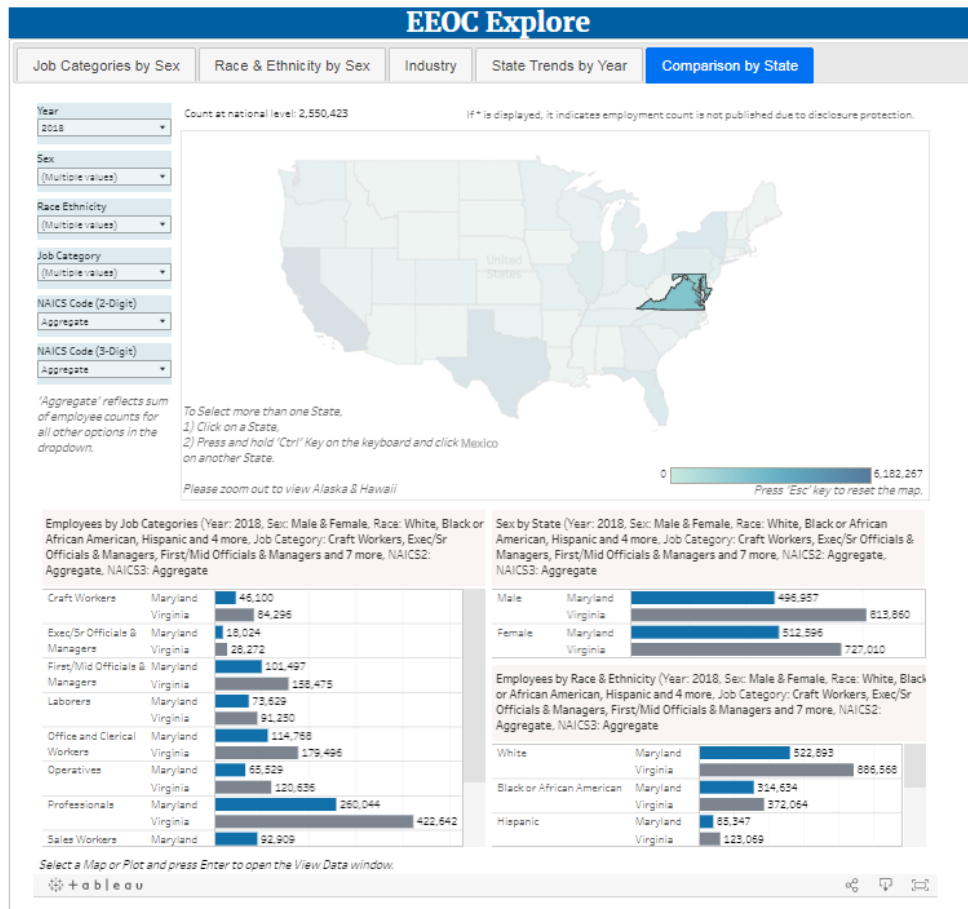 EEOC Explore
Job Categories by Sex
Race & Ethnicity by Sex
Industry
State Trends by Year
Comparison by State
Year
2018
Sex
(Multiple values)
Race Ethnicity
(Multiple values)
Job Category
(Multiple values)
NAICS Code (2-Digit)
Aggregate
NAICS Code (3-Digit)
Aggregate
'Aggregate' reflects sum
of employee counts for
all other options in the
dropdown.
Count at national level: 2,550,423
If * is displayed, it indicates employment count is not published due to disclosure protection.
United
States
To Select more than one State,
1) Click on a State,
2) Press and hold 'Ctrl' Key on the keyboard and click
on another State.
Mexico
Please zoom out to view Alaska & Hawaii
0 6,182,267
Press 'Esc' key to reset the map.
Employees by Job Categories (Year: 2018, Sex: Male & Female, Race: White, Black or
African American, Hispanic and 4 more, Job Category: Craft Workers, Exec/Sr
Officials & Managers, First/Mid Officials & Managers and 7 more, NAICS2:
Aggregate, NAICS3: Aggregate
Craft Workers Maryland 46,100
Virginia 84,296
Exec/Sr Officials & Maryland 18,024
Managers Virginia 28,272
First/Mid Officials & Maryland 101,497
Managers Virginia 158,475
Laborers Maryland 73,629
Virginia 91,250
Office and Clerical Maryland 114,768
Workers Virginia 179,496
Operatives Maryland 65,529
Virginia 120,636
Professionals Maryland 260,044
Virginia 422,642
Sales Workers Maryland 92,909
Sex by State (Year: 2018, Sex: Male & Female, Race: White, Black or African
American, Hispanic and 4 more, Job Category: Craft Workers, Exec/Sr Officials &
Managers, First/Mid Officials & Managers and 7 more, NAICS2: Aggregate,
NAICS3: Aggregate
Male Maryland 496,957
Virginia 813,860
Female Maryland 512,596
Virginia 727,010
Employees by Race & Ethnicity (Year: 2018, Sex: Male & Female, Race: White, Black
or African American, Hispanic and 4 more, Job Category: Craft Workers, Exec/Sr
Officials & Managers, First/Mid Officials & Managers and 7 more, NAICS2:
Aggregate, NAICS3: Aggregate
White Maryland 522,893
Virginia 886,568
Black or African American Maryland 314,634
Virginia 372,064
Hispanic Maryland 85,347
Virginia 123,069
Select a Map or Plot and press Enter to open the View Data window.
+ a b l e a u